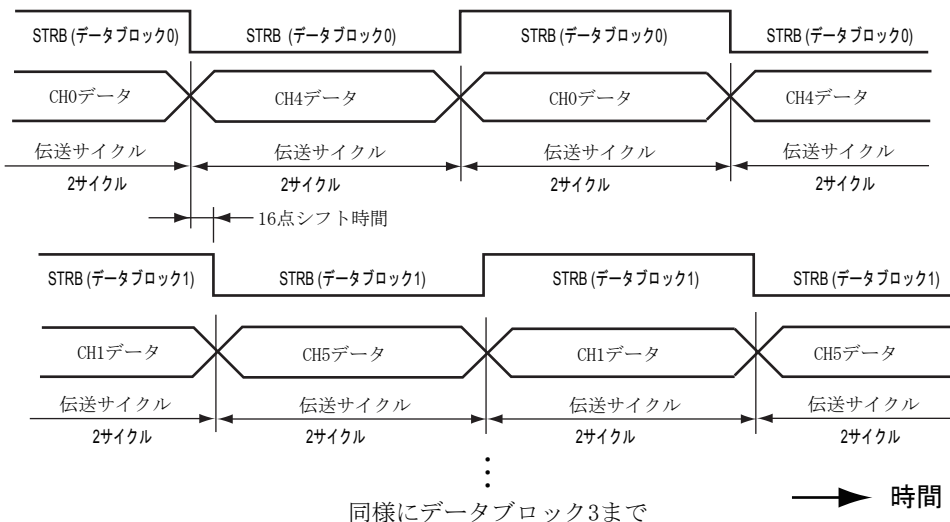 STRB (データブロック0) STRB (データブロック0) STRB (データブロック0) STRB (データブロック0)
CH0データ CH4データ CH0データ CH4データ
伝送サイクル 伝送サイクル 伝送サイクル 伝送サイクル
2サイクル 2サイクル 2サイクル 2サイクル
16点シフト時間
STRB (データブロック1) STRB (データブロック1) STRB (データブロック1) STRB (データブロック1)
CH1データ CH5データ CH1データ CH5データ
伝送サイクル 伝送サイクル 伝送サイクル 伝送サイクル
2サイクル 2サイクル 2サイクル 2サイクル
時間
同様にデータブロック3まで